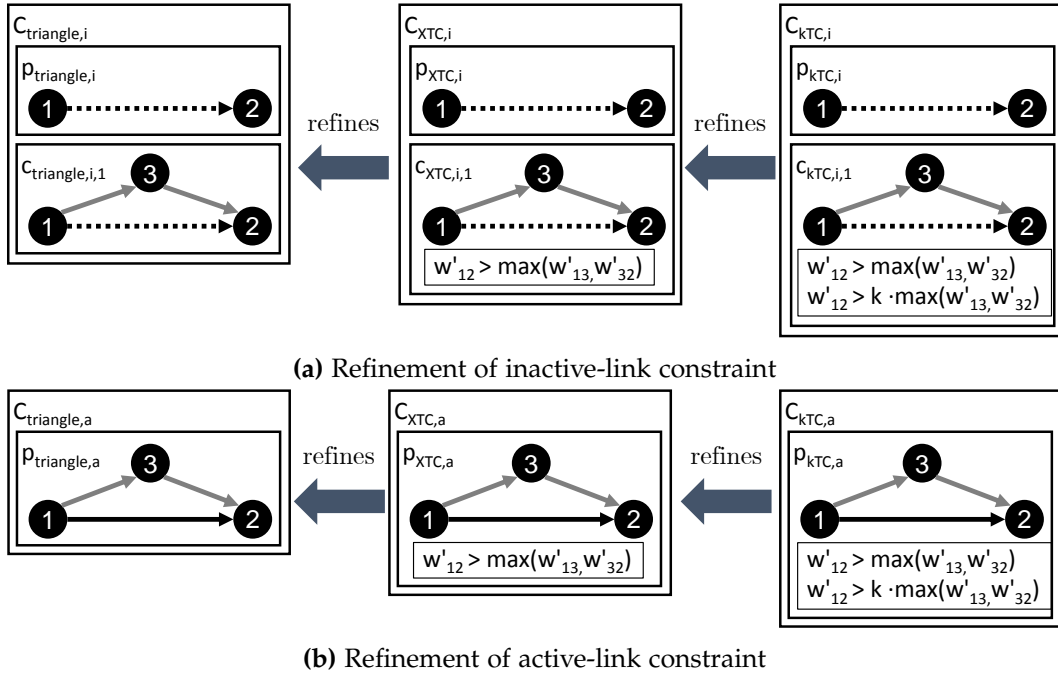 C_triangle,i
p_triangle,i
1
2
c_triangle,i,1
3
1
2
refines
C_XTC,i
p_XTC,i
1
2
c_XTC,i,1
3
1
2
w'12 > max(w'13,w'32)
refines
C_kTC,i
p_kTC,i
1
2
c_kTC,i,1
3
1
2
w'12 > max(w'13,w'32)
w'12 > k ·max(w'13,w'32)
(a) Refinement of inactive-link constraint
C_triangle,a
p_triangle,a
3
1
2
refines
C_XTC,a
p_XTC,a
3
1
2
w'12 > max(w'13,w'32)
refines
C_kTC,a
p_kTC,a
3
1
2
w'12 > max(w'13,w'32)
w'12 > k ·max(w'13,w'32)
(b) Refinement of active-link constraint